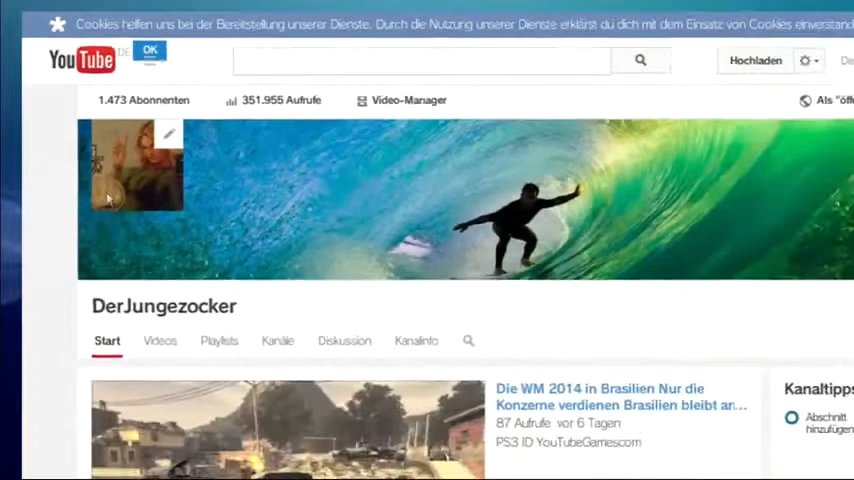 Cookies helfen uns bei der Bereitstellung unserer Dienste. Durch die Nutzung unserer Dienste erklärst du dich mit dem Einsatz von Cookies einverstand
OK
YouTube DE
Hochladen
1.473 Abonnenten 351.955 Aufrufe Video-Manager Als "öff
DerJungezocker
Start Videos Playlists Kanäle Diskussion Kanalinfo
Die WM 2014 in Brasilien Nur die
Konzerne verdienen Brasilien bleibt ar...
87 Aufrufe vor 6 Tagen
PS3 ID YouTubeGamescom
Kanaltipps
Abschnitt
hinzufügen